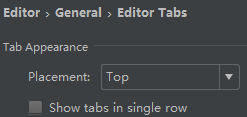 Editor › General › Editor Tabs
Tab Appearance
Placement: Top
Show tabs in single row